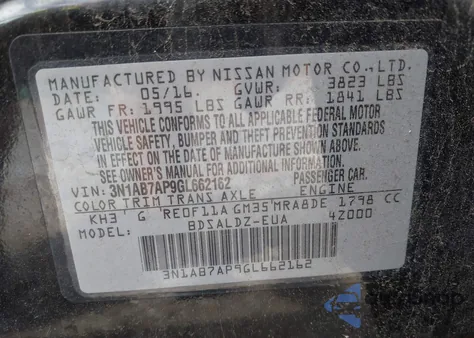 MANUFACTURED BY NISSAN MOTOR CO., LTD.
DATE: 05/16. GVWR: 3823 LBS
GAWR FR: 1995 LBS GAWR RR: 1841 LBS
THIS VEHICLE CONFORMS TO ALL APPLICABLE FEDERAL MOTOR
VEHICLE SAFETY, BUMPER AND THEFT PREVENTION STANDARDS
IN EFFECT ON THE DATE OF MANUFACTURE SHOWN ABOVE.
SEE OWNER'S MANUAL FOR ADDITIONAL INFORMATION.
VIN: 3N1AB7AP9GL662162 PASSENGER CAR.
COLOR TRIM TRANS AXLE ENGINE
KH3 G RE0F11A GM35 MRA8DE 1798 CC
MODEL: BDSALDZ-EUA 4Z000
3N1AB7AP9GL662162